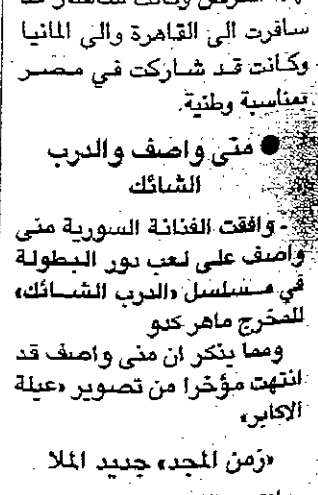 سافرت الى القاهرة والى المانيا
وكانت قد شاركت في مصر
بمناسبة وطنية.
● منى واصف والدرب
الشائك
- وافقت الفنانة السورية منى
واصف على لعب دور البطولة
في مسلسل «الدرب الشائك»
للمخرج ماهر كدو
ومما يذكر ان منى واصف قد
انتهت مؤخرا من تصوير «عيلة
الاكابر»
«زمن المجد» جديد الملا